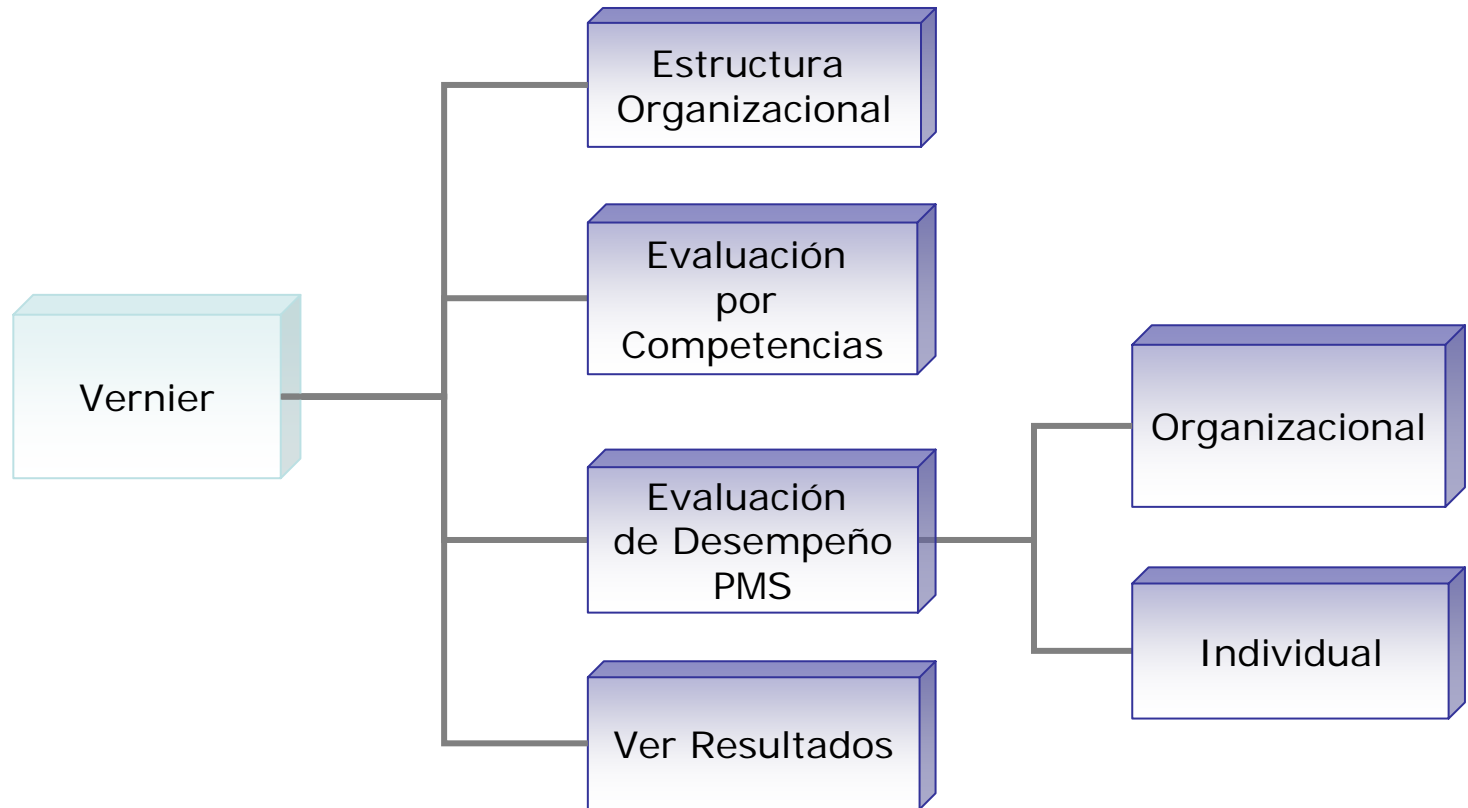 Vernier
Estructura
Organizacional
Evaluación
por
Competencias
Evaluación
de Desempeño
PMS
Ver Resultados
Organizacional
Individual